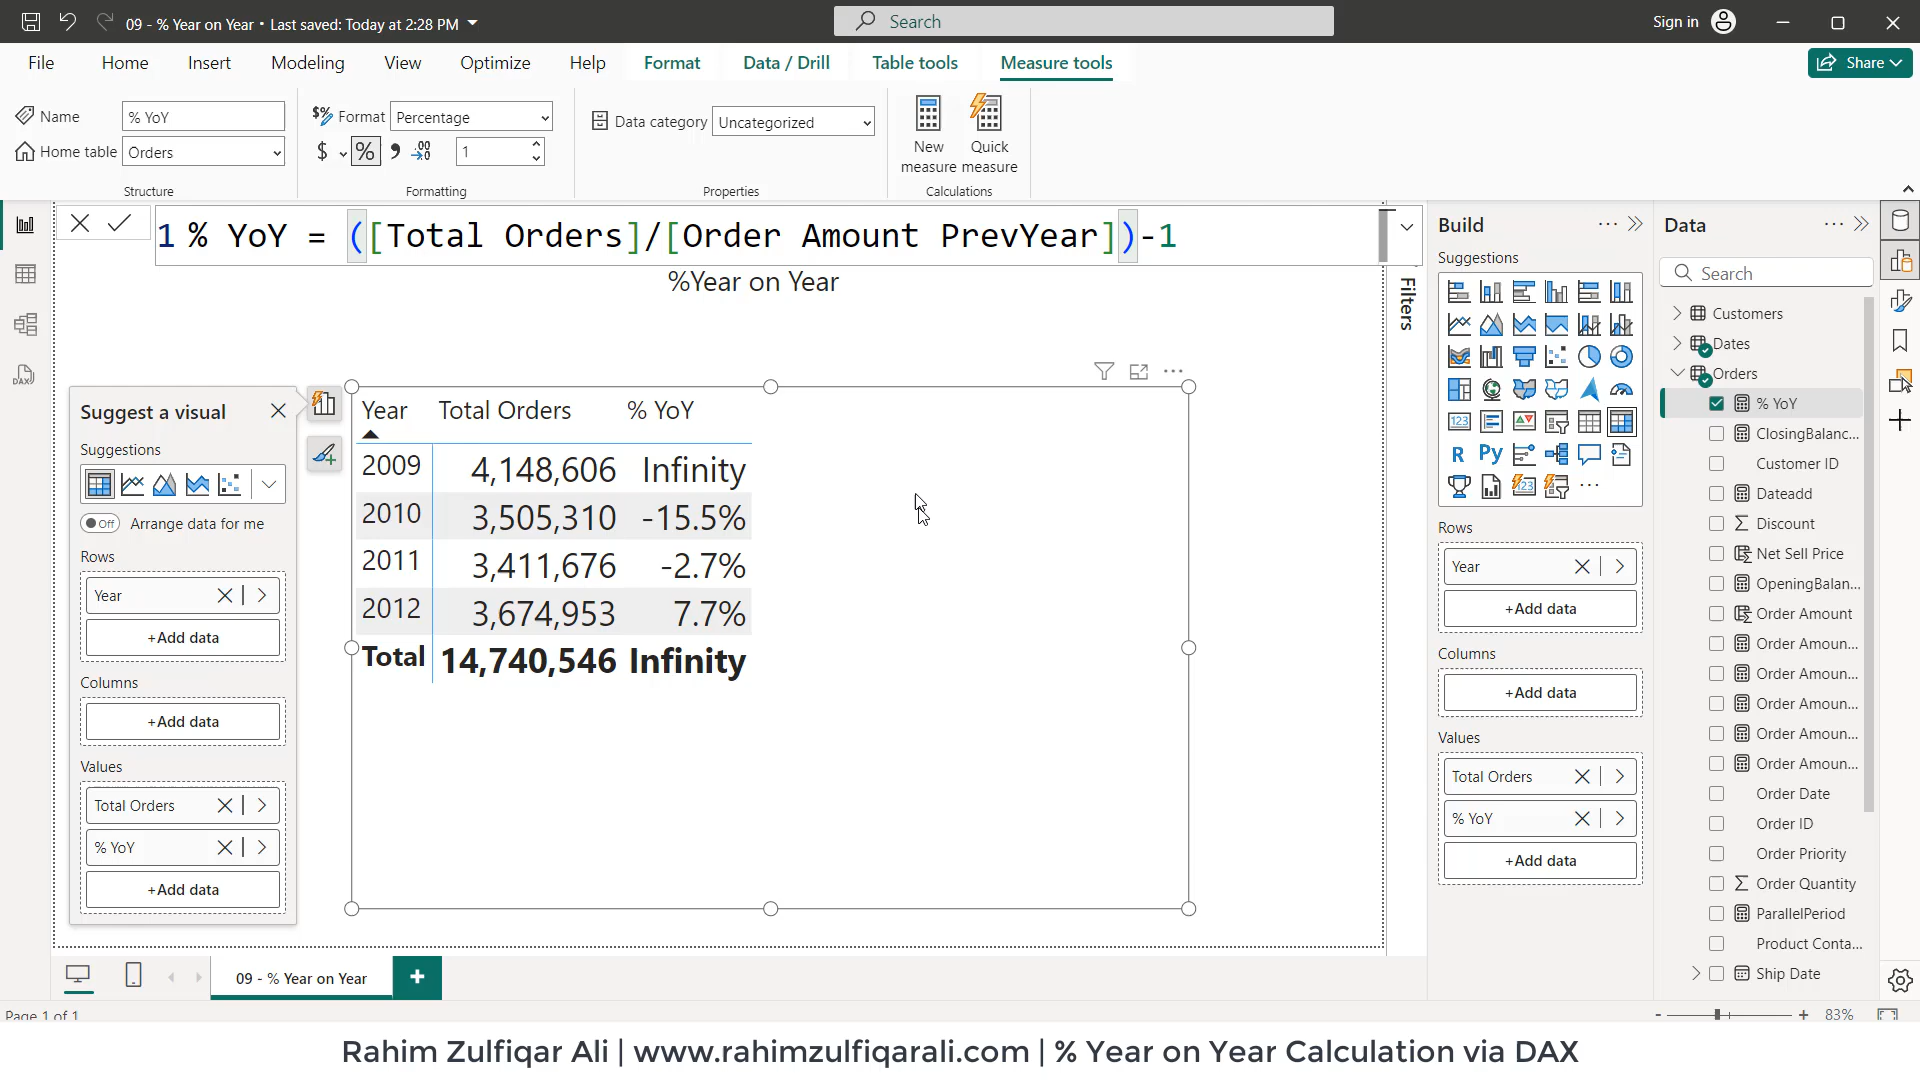 09 - % Year on Year • Last saved: Today at 2:28 PM
Search
Sign in
File Home Insert Modeling View Optimize Help Format Data / Drill Table tools Measure tools
Share
Name % YoY
Home table Orders
Structure
$% Format Percentage
$ % , .00 1
Formatting
Data category Uncategorized
Properties
New measure
Quick measure
Calculations
1 % YoY = ([Total Orders]/[Order Amount PrevYear])-1
%Year on Year
Suggest a visual
Suggestions
Off Arrange data for me
Rows
Year
+Add data
Columns
+Add data
Values
Total Orders
% YoY
+Add data
Year Total Orders % YoY
2009 4,148,606 Infinity
2010 3,505,310 -15.5%
2011 3,411,676 -2.7%
2012 3,674,953 7.7%
Total 14,740,546 Infinity
Filters
Build
Suggestions
123
R Py
123
Rows
Year
+Add data
Columns
+Add data
Values
Total Orders
% YoY
+Add data
Data
Search
Customers
Dates
Orders
% YoY
ClosingBalanc...
Customer ID
Dateadd
Discount
Net Sell Price
OpeningBalan...
Order Amount
Order Amoun...
Order Amoun...
Order Amoun...
Order Amoun...
Order Amoun...
Order Date
Order ID
Order Priority
Order Quantity
ParallelPeriod
Product Conta...
Ship Date
DAX
09 - % Year on Year
Page 1 of 1
- + 83%
Rahim Zulfiqar Ali | www.rahimzulfiqarali.com | % Year on Year Calculation via DAX